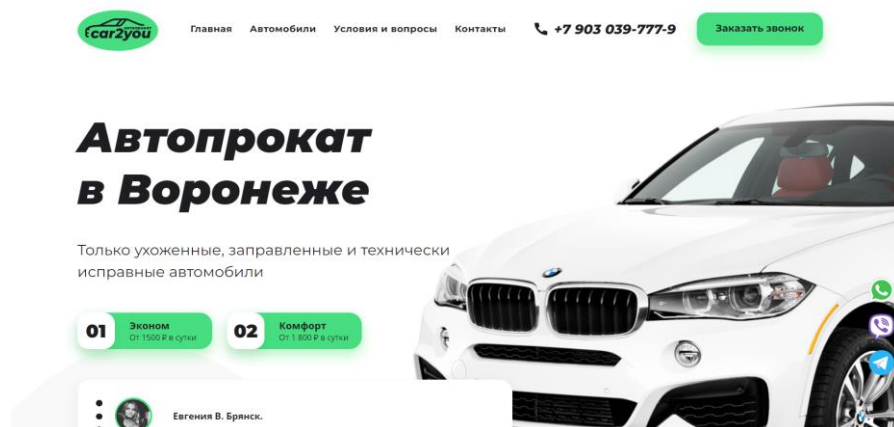 автопрокат
car2you
Главная Автомобили Условия и вопросы Контакты +7 903 039-777-9 Заказать звонок
Автопрокат
в Воронеже
Только ухоженные, заправленные и технически
исправные автомобили
01 Эконом
От 1500 ₽ в сутки
02 Комфорт
От 1 800 ₽ в сутки
Евгения В. Брянск.